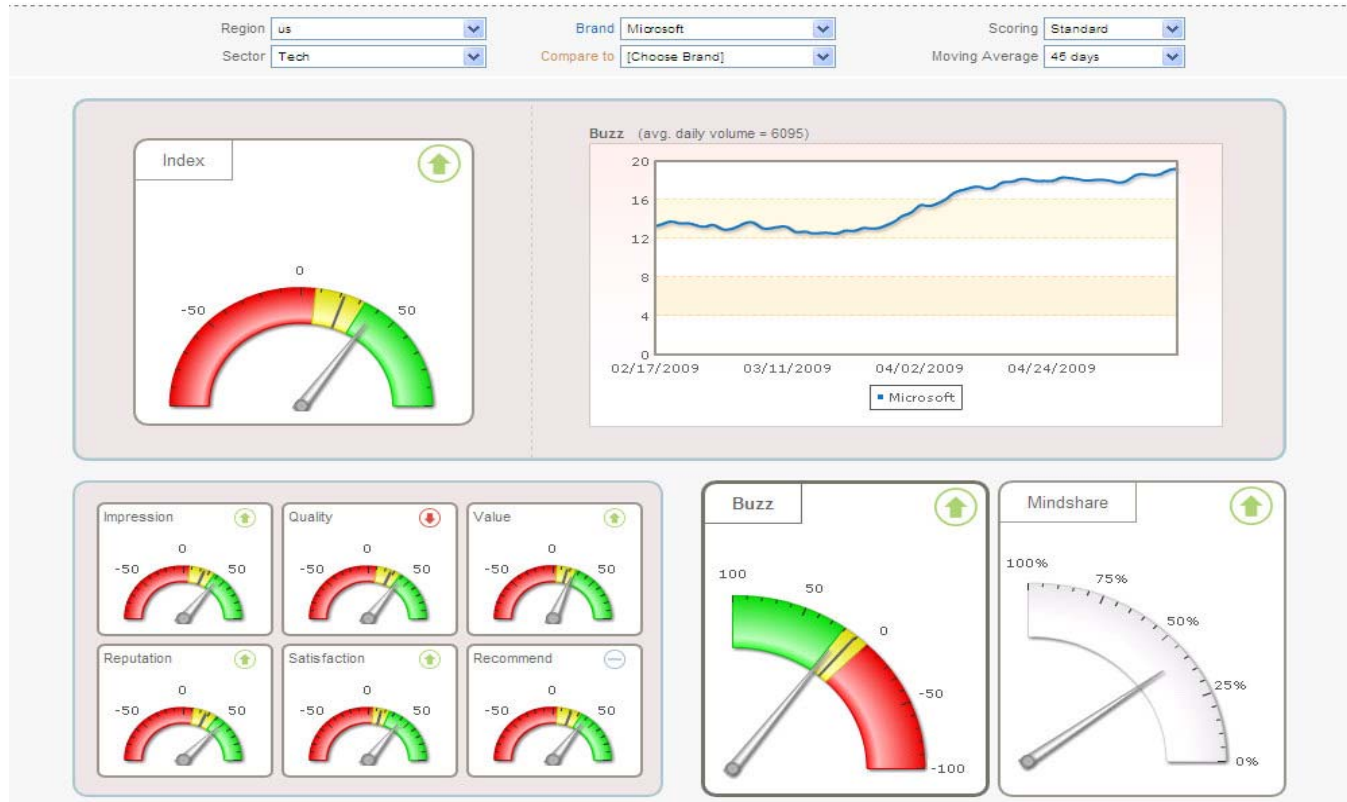 Region us Brand Microsoft Scoring Standard
Sector Tech Compare to [Choose Brand] Moving Average 45 days
Index
0
-50 50
Buzz (avg. daily volume = 6095)
20
16
12
8
4
0
02/17/2009 03/11/2009 04/02/2009 04/24/2009
Microsoft
Impression
0
-50 50
Quality
0
-50 50
Value
0
-50 50
Reputation
0
-50 50
Satisfaction
0
-50 50
Recommend
0
-50 50
Buzz
100
50
0
-50
-100
Mindshare
100%
75%
50%
25%
0%